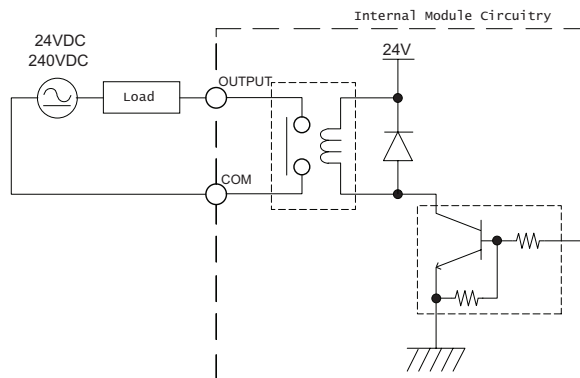 Internal Module Circuitry
24VDC
240VDC
24V
Load
OUTPUT
COM